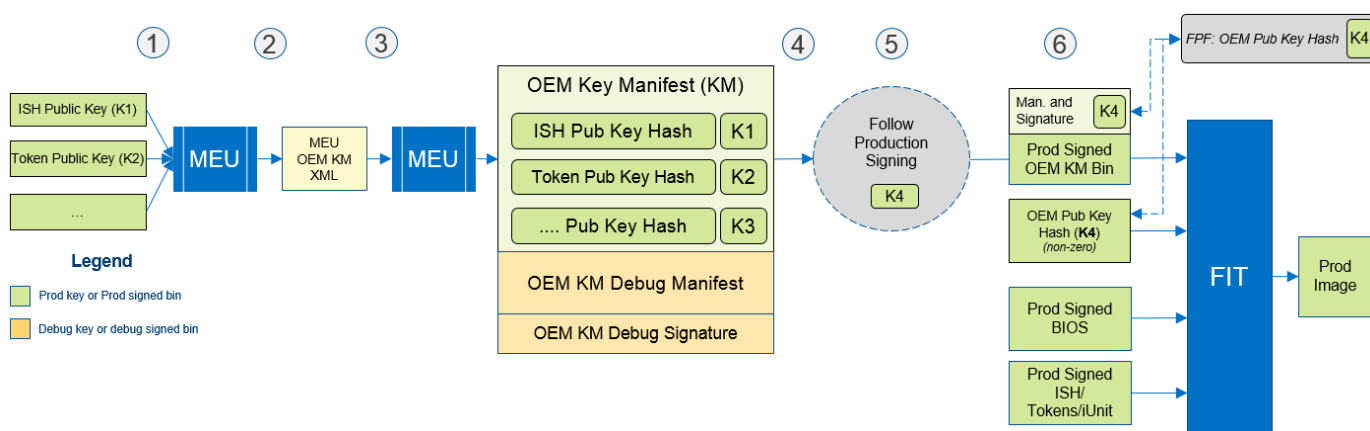 1
2
3
4
5
6
FPF: OEM Pub Key Hash
K4
ISH Public Key (K1)
Token Public Key (K2)
...
MEU
MEU
OEM KM
XML
MEU
OEM Key Manifest (KM)
ISH Pub Key Hash
K1
Token Pub Key Hash
K2
.... Pub Key Hash
K3
OEM KM Debug Manifest
OEM KM Debug Signature
Follow
Production
Signing
K4
Man. and
Signature
K4
Prod Signed
OEM KM Bin
OEM Pub Key
Hash (K4)
(non-zero)
Prod Signed
BIOS
Prod Signed
ISH/
Tokens/iUnit
FIT
Prod
Image
Legend
Prod key or Prod signed bin
Debug key or debug signed bin